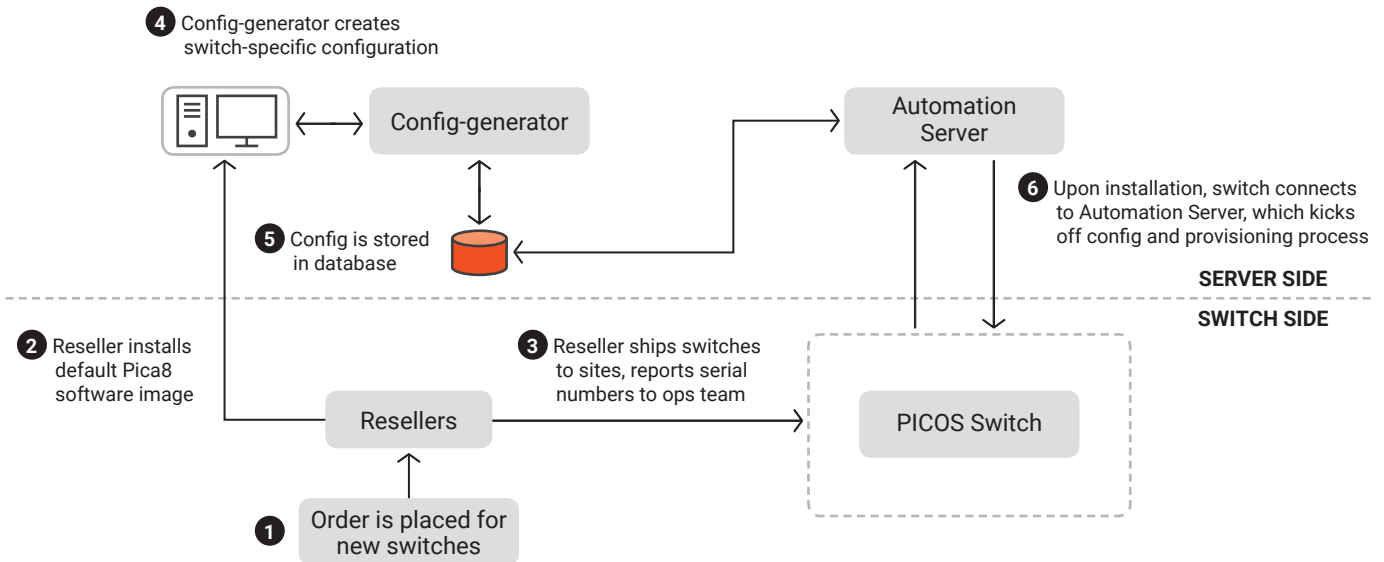 4 Config-generator creates
switch-specific configuration
Config-generator
Automation
Server
6 Upon installation, switch connects
to Automation Server, which kicks
off config and provisioning process
5 Config is stored
in database
SERVER SIDE
SWITCH SIDE
2 Reseller installs
default Pica8
software image
3 Reseller ships switches
to sites, reports serial
numbers to ops team
Resellers
PICOS Switch
1 Order is placed for
new switches